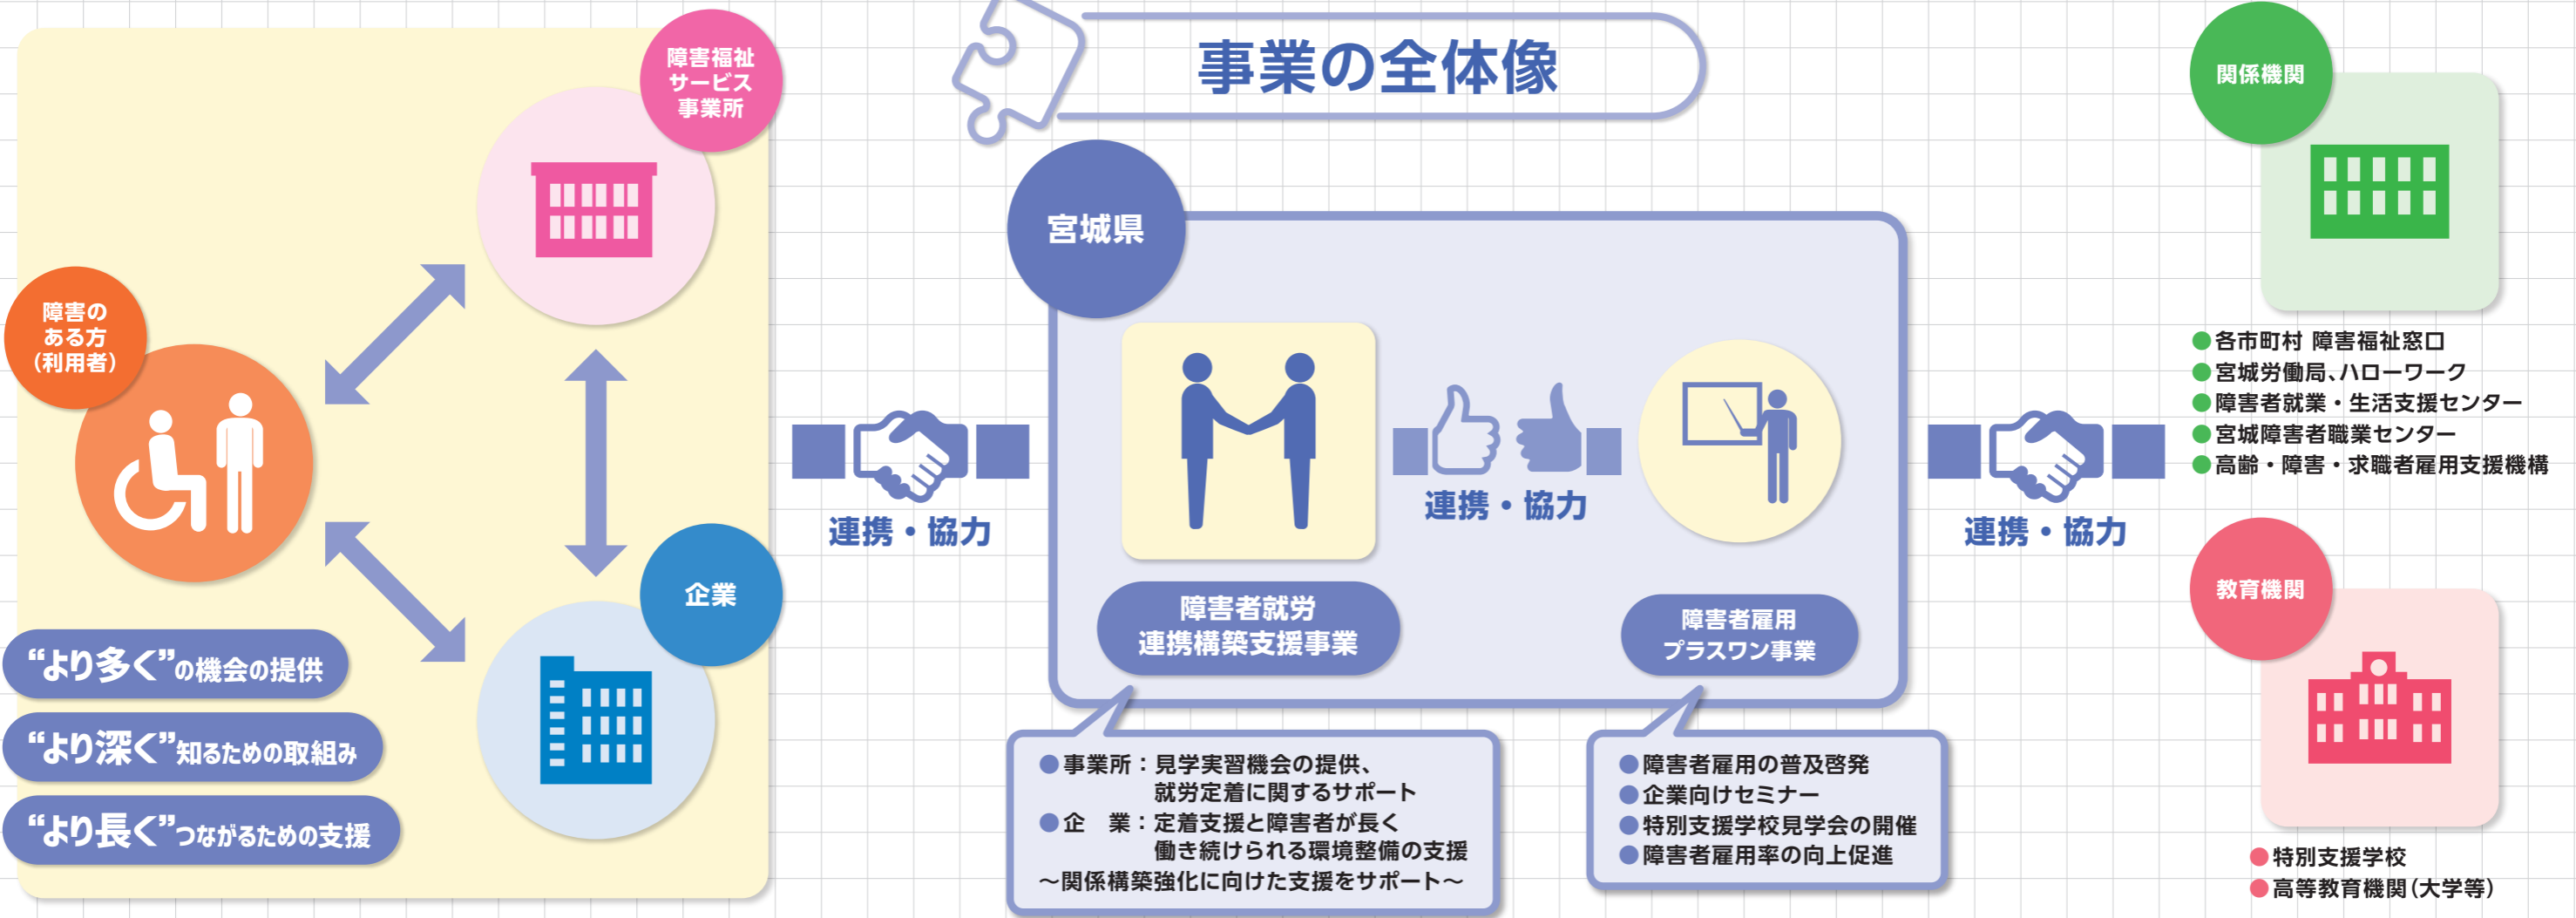 事業の全体像
障害福祉
サービス
事業所
障害の
ある方
（利用者）
企業
“より多く”の機会の提供
“より深く”知るための取組み
“より長く”つながるための支援
連携・協力
宮城県
連携・協力
障害者就労
連携構築支援事業
障害者雇用
プラスワン事業
●事業所：見学実習機会の提供、
就労定着に関するサポート
●企　業：定着支援と障害者が長く
働き続けられる環境整備の支援
～関係構築強化に向けた支援をサポート～
●障害者雇用の普及啓発
●企業向けセミナー
●特別支援学校見学会の開催
●障害者雇用率の向上促進
連携・協力
関係機関
●各市町村 障害福祉窓口
●宮城労働局、ハローワーク
●障害者就業・生活支援センター
●宮城障害者職業センター
●高齢・障害・求職者雇用支援機構
教育機関
●特別支援学校
●高等教育機関（大学等）